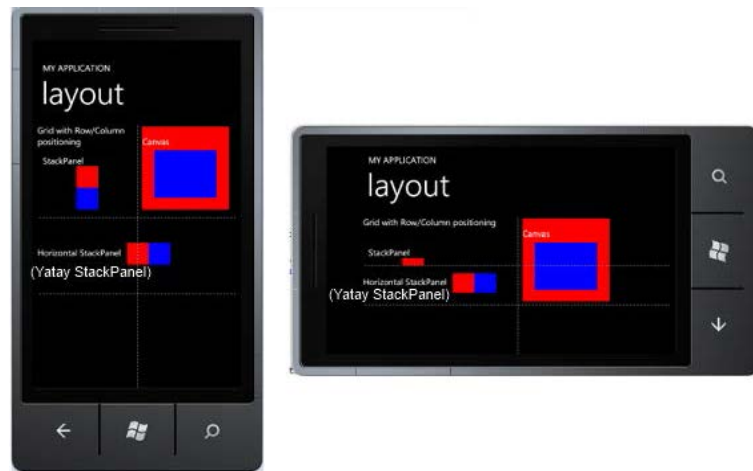 MY APPLICATION
layout
Grid with Row/Column
positioning
Canvas
StackPanel
Horizontal StackPanel
(Yatay StackPanel)
MY APPLICATION
layout
Grid with Row/Column positioning
Canvas
StackPanel
Horizontal StackPanel
(Yatay StackPanel)